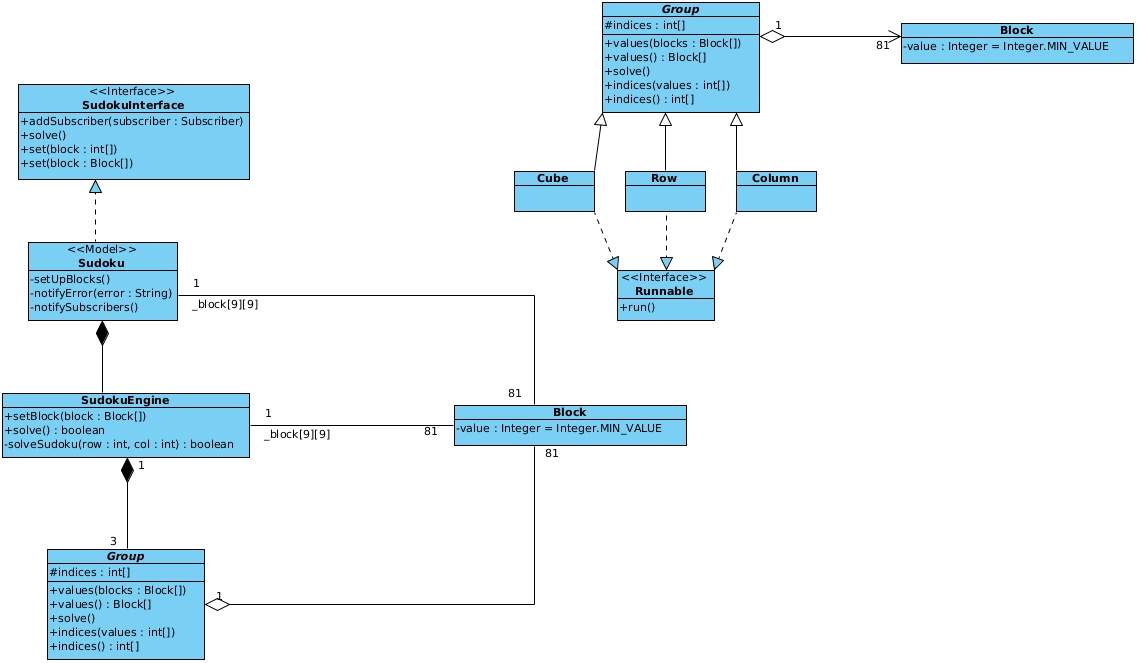 Group
#indices : int[]
+values(blocks : Block[])
+values() : Block[]
+solve()
+indices(values : int[])
+indices() : int[]
1
81
Block
-value : Integer = Integer.MIN_VALUE
<<Interface>>
SudokuInterface
+addSubscriber(subscriber : Subscriber)
+solve()
+set(block : int[])
+set(block : Block[])
Cube
Row
Column
<<Interface>>
Runnable
+run()
<<Model>>
Sudoku
-setUpBlocks()
-notifyError(error : String)
-notifySubscribers()
1
_block[9][9]
81
SudokuEngine
+setBlock(block : Block[])
+solve() : boolean
-solveSudoku(row : int, col : int) : boolean
1
_block[9][9]
81
Block
-value : Integer = Integer.MIN_VALUE
81
1
3
Group
#indices : int[]
+values(blocks : Block[])
+values() : Block[]
+solve()
+indices(values : int[])
+indices() : int[]
1